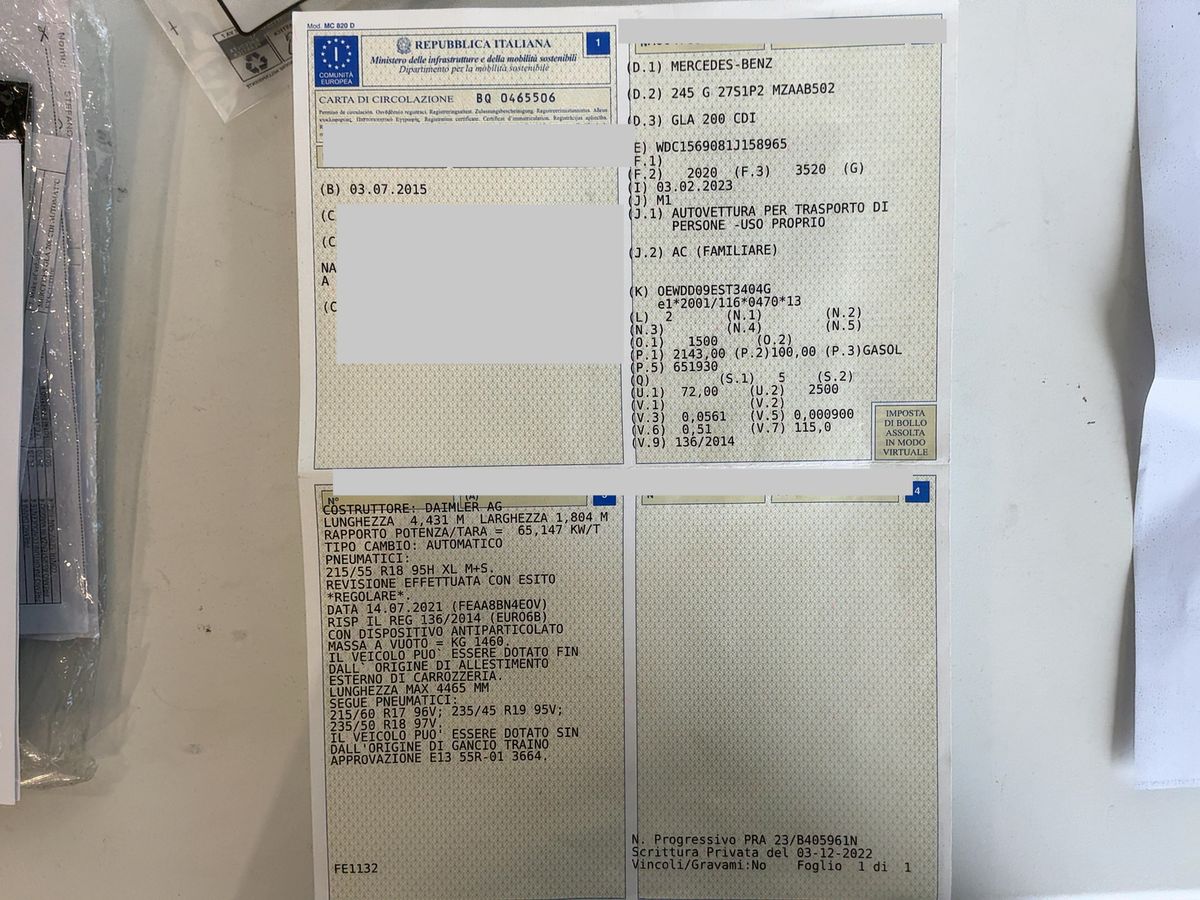 Mod. MC 820 D
REPUBBLICA ITALIANA
1
Ministero delle infrastrutture e della mobilità sostenibili
Dipartimento per la mobilità sostenibile
COMUNITÀ
EUROPEA
CARTA DI CIRCOLAZIONE BQ 0465506
(B) 03.07.2015
(C
(C
NA
A
(C
(D.1) MERCEDES-BENZ
(D.2) 245 G 27S1P2 MZAAB502
(D.3) GLA 200 CDI
E) WDC1569081J158965
F.1)
(F.2) 2020 (F.3) 3520 (G)
(I) 03.02.2023
(J) M1
(J.1) AUTOVETTURA PER TRASPORTO DI
PERSONE -USO PROPRIO
(J.2) AC (FAMILIARE)
(K) OEWDD09EST3404G
e1*2001/116*0470*13
(L) 2 (N.1) (N.2)
(N.3) (N.4) (N.5)
(O.1) 1500 (O.2)
(P.1) 2143,00 (P.2)100,00 (P.3)GASOL
(P.5) 651930
(Q) (S.1) 5 (S.2)
(U.1) 72,00 (U.2) 2500
(V.1) (V.2)
(V.3) 0,0561 (V.5) 0,000900
(V.6) 0,51 (V.7) 115,0
(V.9) 136/2014
IMPOSTA
DI BOLLO
ASSOLTA
IN MODO
VIRTUALE
N° (A) 3
COSTRUTTORE: DAIMLER AG
LUNGHEZZA 4,431 M LARGHEZZA 1,804 M
RAPPORTO POTENZA/TARA = 65,147 KW/T
TIPO CAMBIO: AUTOMATICO
PNEUMATICI:
215/55 R18 95H XL M+S.
REVISIONE EFFETTUATA CON ESITO
*REGOLARE*.
DATA 14.07.2021 (FEAA8BN4EOV)
RISP IL REG 136/2014 (EURO6B)
CON DISPOSITIVO ANTIPARTICOLATO
MASSA A VUOTO = KG 1460.
IL VEICOLO PUO` ESSERE DOTATO FIN
DALL` ORIGINE DI ALLESTIMENTO
ESTERNO DI CARROZZERIA.
LUNGHEZZA MAX 4465 MM
SEGUE PNEUMATICI:
215/60 R17 96V; 235/45 R19 95V;
235/50 R18 97V.
IL VEICOLO PUO' ESSERE DOTATO SIN
DALL'ORIGINE DI GANCIO TRAINO
APPROVAZIONE E13 55R-01 3664.
FE1132
4
N. Progressivo PRA 23/B405961N
Scrittura Privata del 03-12-2022
Vincoli/Gravami:No Foglio 1 di 1